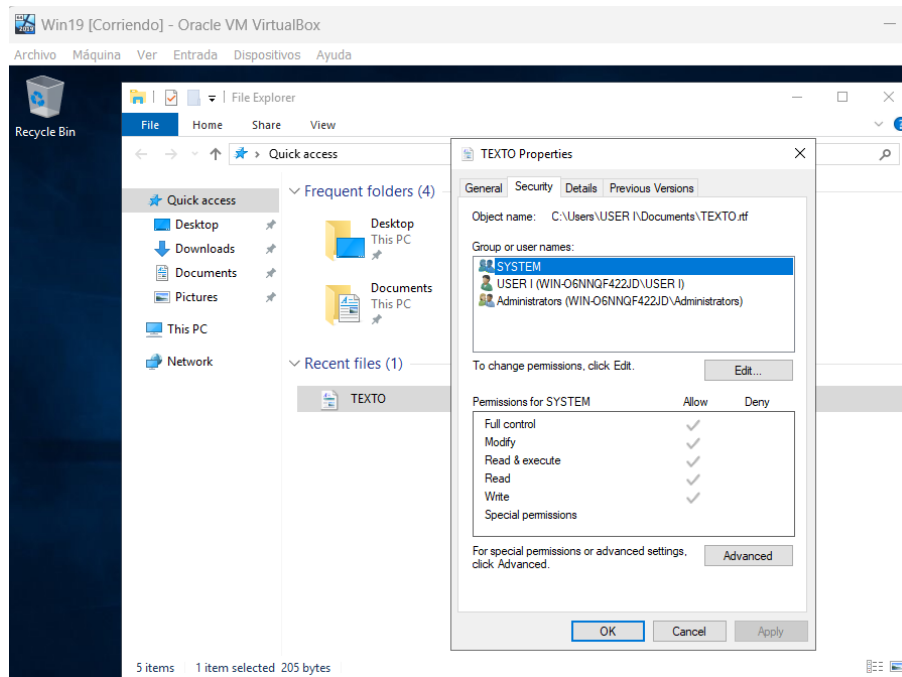 Win19 [Corriendo] - Oracle VM VirtualBox
Archivo Máquina Ver Entrada Dispositivos Ayuda
Recycle Bin
File Explorer
File Home Share View
Quick access
Quick access
Desktop
Downloads
Documents
Pictures
This PC
Network
Frequent folders (4)
Desktop
This PC
Documents
This PC
Recent files (1)
TEXTO
TEXTO Properties
General Security Details Previous Versions
Object name: C:\Users\USER I\Documents\TEXTO.rtf
Group or user names:
SYSTEM
USER I (WIN-O6NNQF422JD\USER I)
Administrators (WIN-O6NNQF422JD\Administrators)
To change permissions, click Edit.
Edit...
Permissions for SYSTEM Allow Deny
Full control
Modify
Read & execute
Read
Write
Special permissions
For special permissions or advanced settings,
click Advanced.
Advanced
OK Cancel Apply
5 items 1 item selected 205 bytes